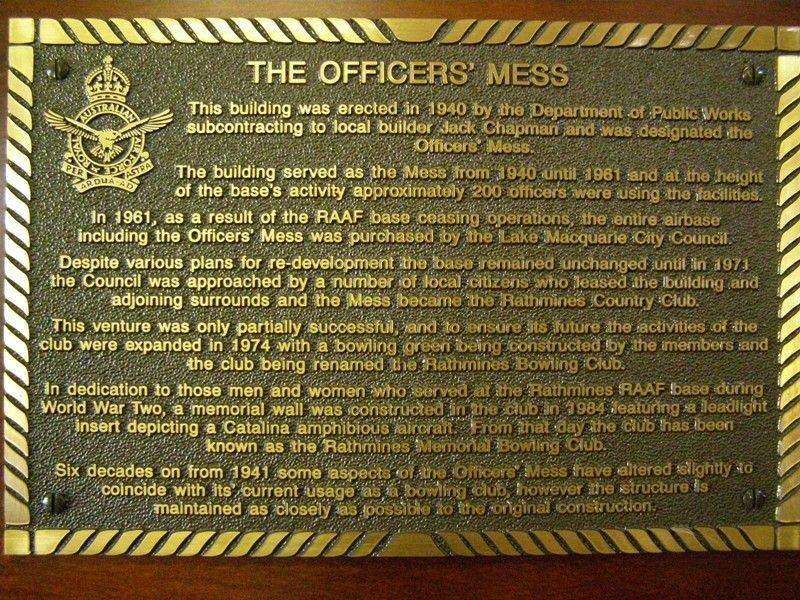 THE OFFICERS' MESS
AUSTRALIAN
ROYAL AIR FORCE
PER ARDUA AD ASTRA
This building was erected in 1940 by the Department of Public Works
subcontracting to local builder Jack Chapman and was designated the
Officers' Mess.
The building served as the Mess from 1940 until 1961 and at the height
of the base's activity approximately 200 officers were using the facilities.
In 1961, as a result of the RAAF base ceasing operations, the entire airbase
including the Officers' Mess was purchased by the Lake Macquarie City Council.
Despite various plans for re-development the base remained unchanged until in 1971
the Council was approached by a number of local citizens who leased the building and
adjoining surrounds and the Mess became the Rathmines Country Club.
This venture was only partially successful, and to ensure its future the activities of the
club were expanded in 1974 with a bowling green being constructed by the members and
the club being renamed the Rathmines Bowling Club.
In dedication to those men and women who served at the Rathmines RAAF base during
World War Two, a memorial wall was constructed in the club in 1984 featuring a leadlight
insert depicting a Catalina amphibious aircraft. From that day the club has been
known as the Rathmines Memorial Bowling Club.
Six decades on from 1941 some aspects of the Officers' Mess have altered slightly to
coincide with its' current usage as a bowling club, however the structure is
maintained as closely as possible to the original construction.